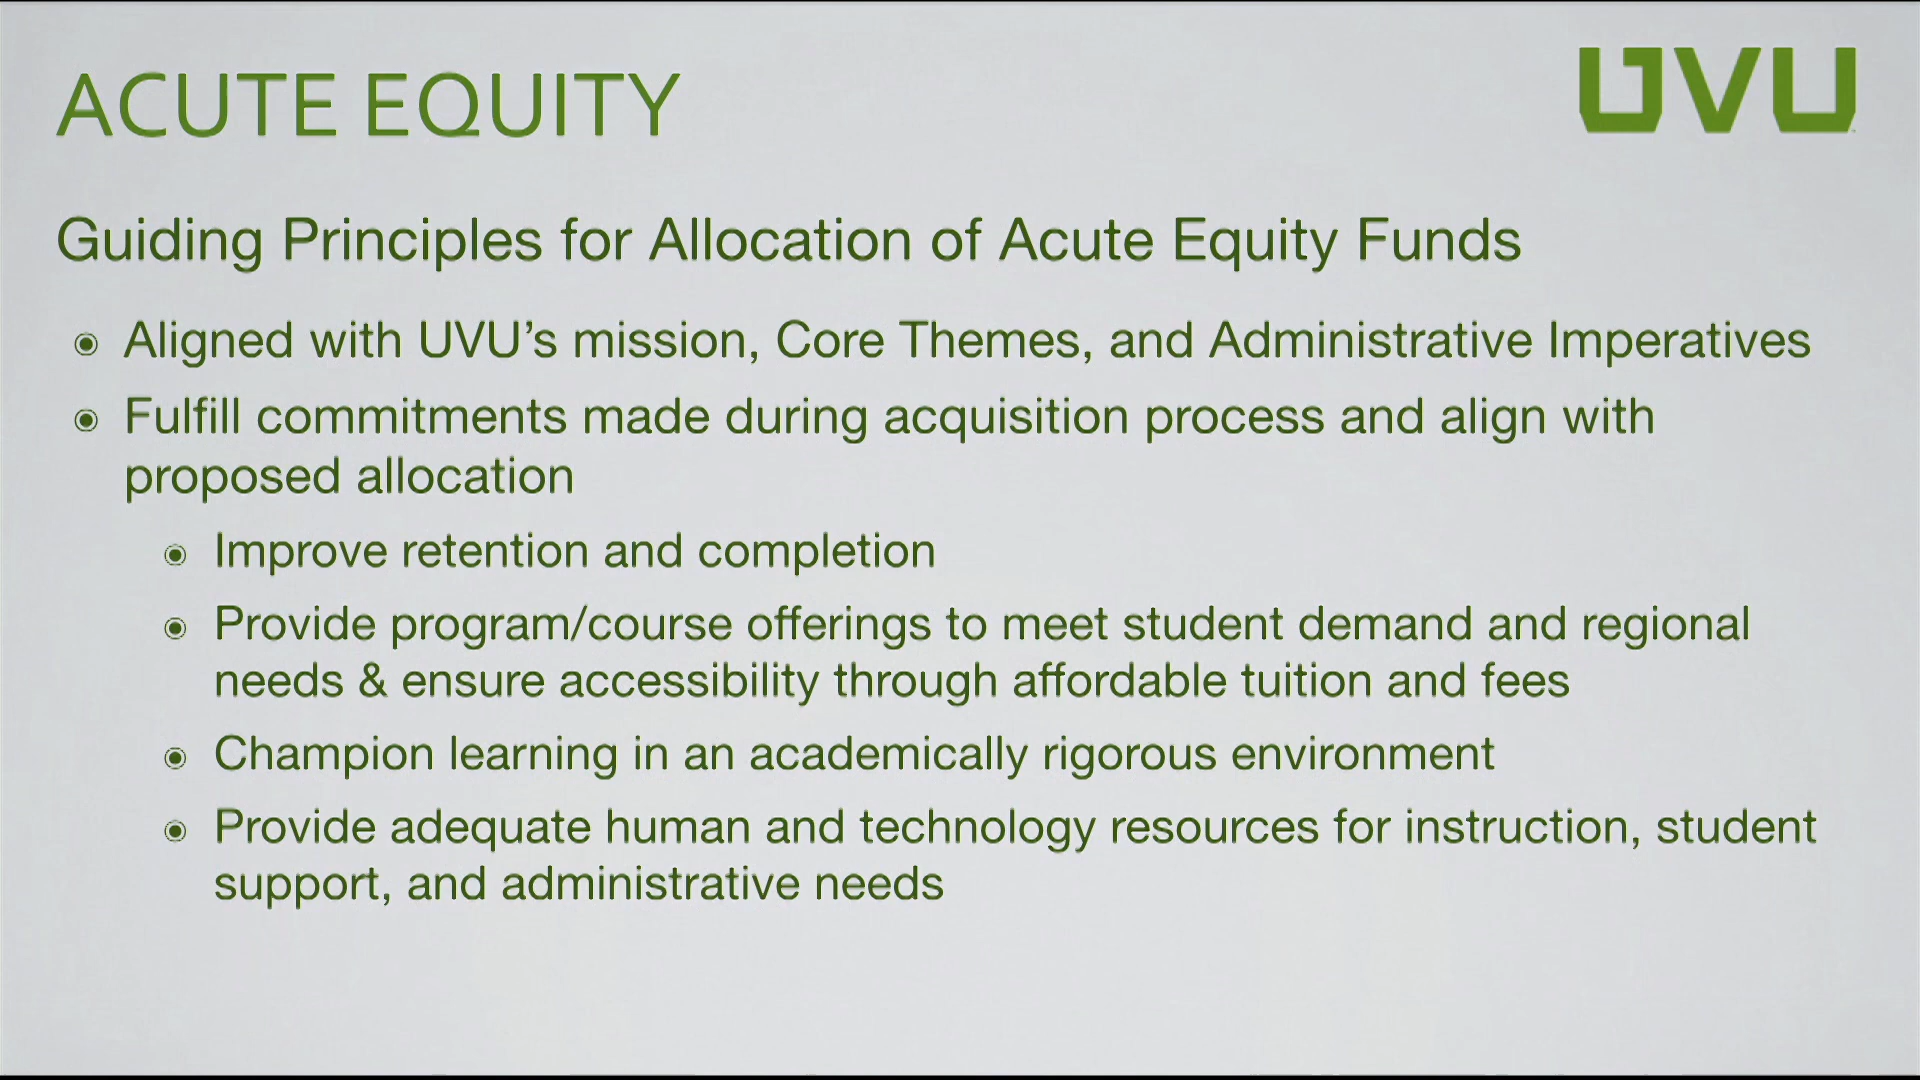 ACUTE EQUITY
UVU
Guiding Principles for Allocation of Acute Equity Funds
Aligned with UVU’s mission, Core Themes, and Administrative Imperatives
Fulfill commitments made during acquisition process and align with
proposed allocation
Improve retention and completion
Provide program/course offerings to meet student demand and regional
needs & ensure accessibility through affordable tuition and fees
Champion learning in an academically rigorous environment
Provide adequate human and technology resources for instruction, student
support, and administrative needs